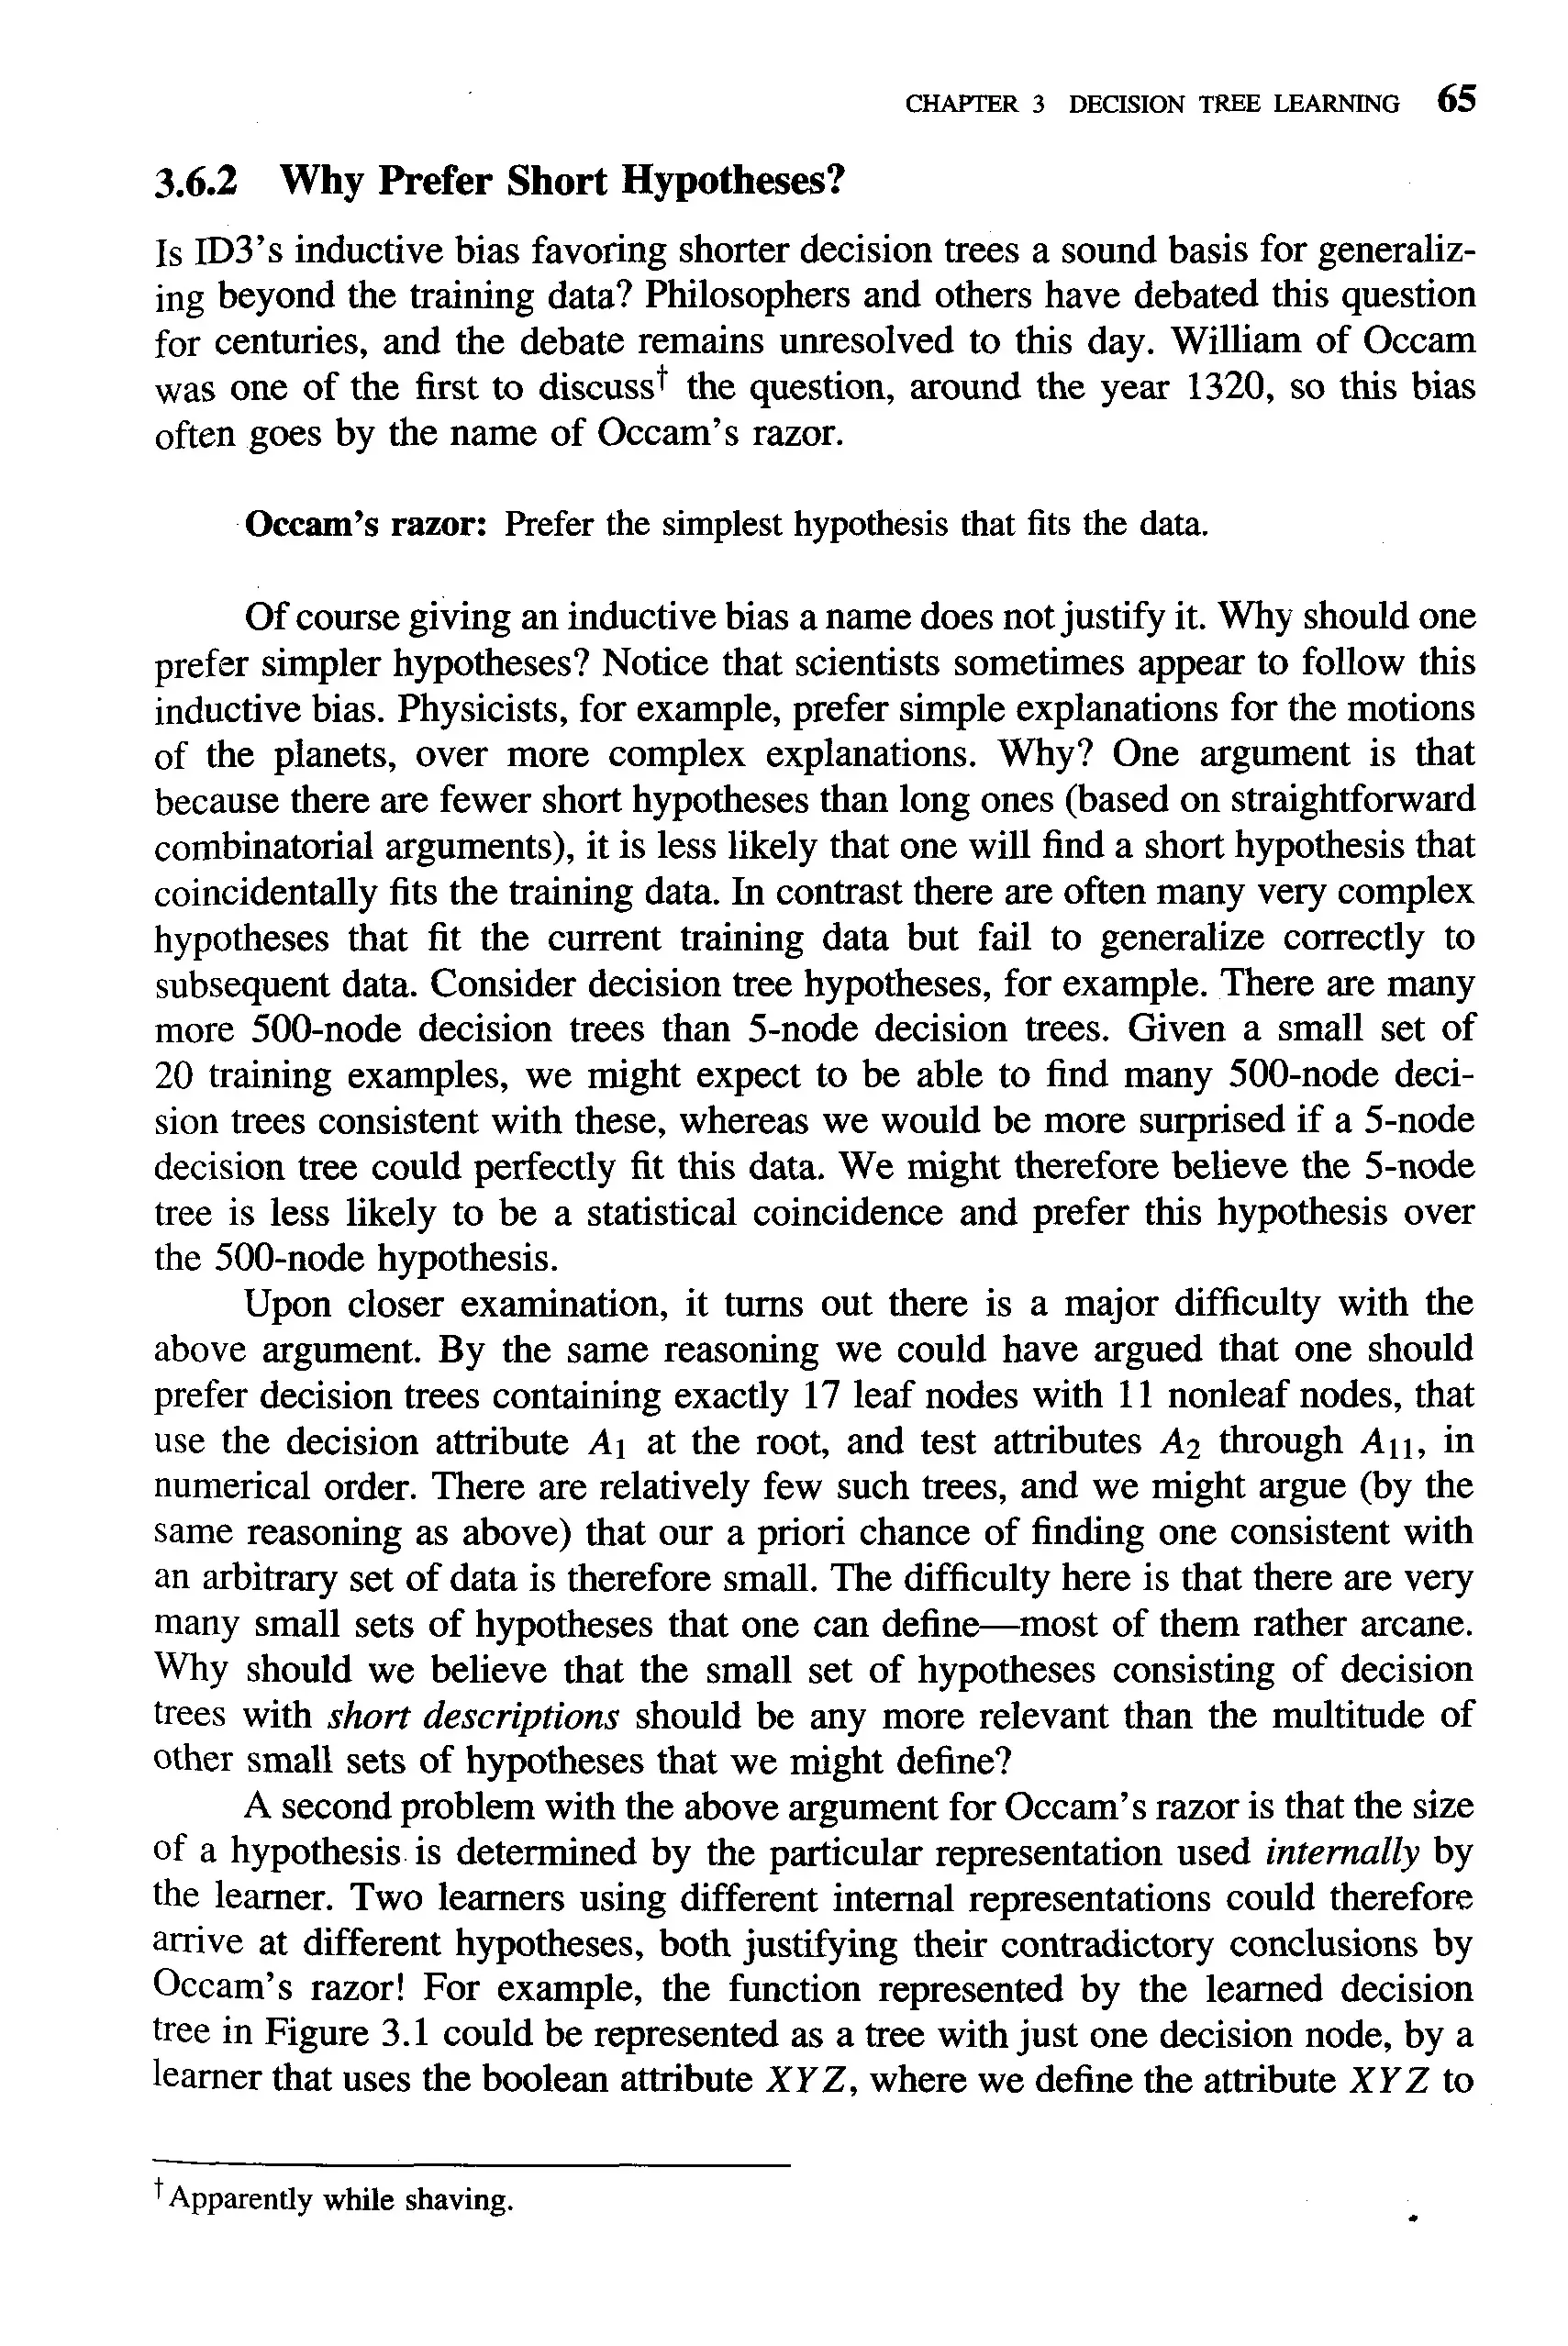 CHAPTER 3 DECISION TREE LEARNING 65
3.6.2 Why Prefer Short Hypotheses?
Is ID3's inductive bias favoring shorter decision trees a sound basis for generaliz-
ing beyond the training data? Philosophers and others have debated this question
for centuries, and the debate remains unresolved to this day. William of Occam
was one of the first to discuss† the question, around the year 1320, so this bias
often goes by the name of Occam's razor.
Occam's razor: Prefer the simplest hypothesis that fits the data.
Of course giving an inductive bias a name does not justify it. Why should one
prefer simpler hypotheses? Notice that scientists sometimes appear to follow this
inductive bias. Physicists, for example, prefer simple explanations for the motions
of the planets, over more complex explanations. Why? One argument is that
because there are fewer short hypotheses than long ones (based on straightforward
combinatorial arguments), it is less likely that one will find a short hypothesis that
coincidentally fits the training data. In contrast there are often many very complex
hypotheses that fit the current training data but fail to generalize correctly to
subsequent data. Consider decision tree hypotheses, for example. There are many
more 500-node decision trees than 5-node decision trees. Given a small set of
20 training examples, we might expect to be able to find many 500-node deci-
sion trees consistent with these, whereas we would be more surprised if a 5-node
decision tree could perfectly fit this data. We might therefore believe the 5-node
tree is less likely to be a statistical coincidence and prefer this hypothesis over
the 500-node hypothesis.
Upon closer examination, it turns out there is a major difficulty with the
above argument. By the same reasoning we could have argued that one should
prefer decision trees containing exactly 17 leaf nodes with 11 nonleaf nodes, that
use the decision attribute A₁ at the root, and test attributes A₂ through A₁₁, in
numerical order. There are relatively few such trees, and we might argue (by the
same reasoning as above) that our a priori chance of finding one consistent with
an arbitrary set of data is therefore small. The difficulty here is that there are very
many small sets of hypotheses that one can define—most of them rather arcane.
Why should we believe that the small set of hypotheses consisting of decision
trees with short descriptions should be any more relevant than the multitude of
other small sets of hypotheses that we might define?
A second problem with the above argument for Occam's razor is that the size
of a hypothesis is determined by the particular representation used internally by
the learner. Two learners using different internal representations could therefore
arrive at different hypotheses, both justifying their contradictory conclusions by
Occam's razor! For example, the function represented by the learned decision
tree in Figure 3.1 could be represented as a tree with just one decision node, by a
learner that uses the boolean attribute XYZ, where we define the attribute XYZ to
† Apparently while shaving.